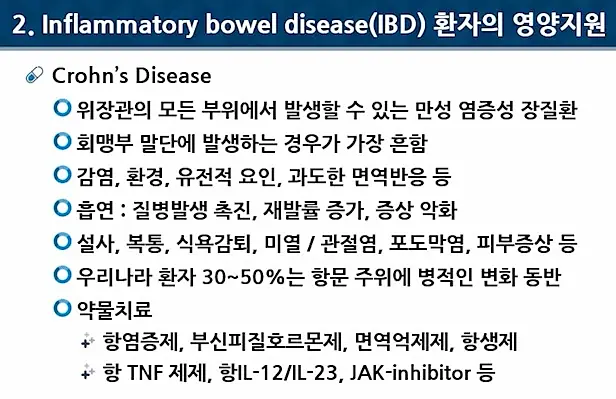 2. Inflammatory bowel disease(IBD) 환자의 영양지원
Crohn's Disease
위장관의 모든 부위에서 발생할 수 있는 만성 염증성 장질환
회맹부 말단에 발생하는 경우가 가장 흔함
감염, 환경, 유전적 요인, 과도한 면역반응 등
흡연 : 질병발생 촉진, 재발률 증가, 증상 악화
설사, 복통, 식욕감퇴, 미열 / 관절염, 포도막염, 피부증상 등
우리나라 환자 30~50%는 항문 주위에 병적인 변화 동반
약물치료
항염증제, 부신피질호르몬제, 면역억제제, 항생제
항 TNF 제제, 항IL-12/IL-23, JAK-inhibitor 등